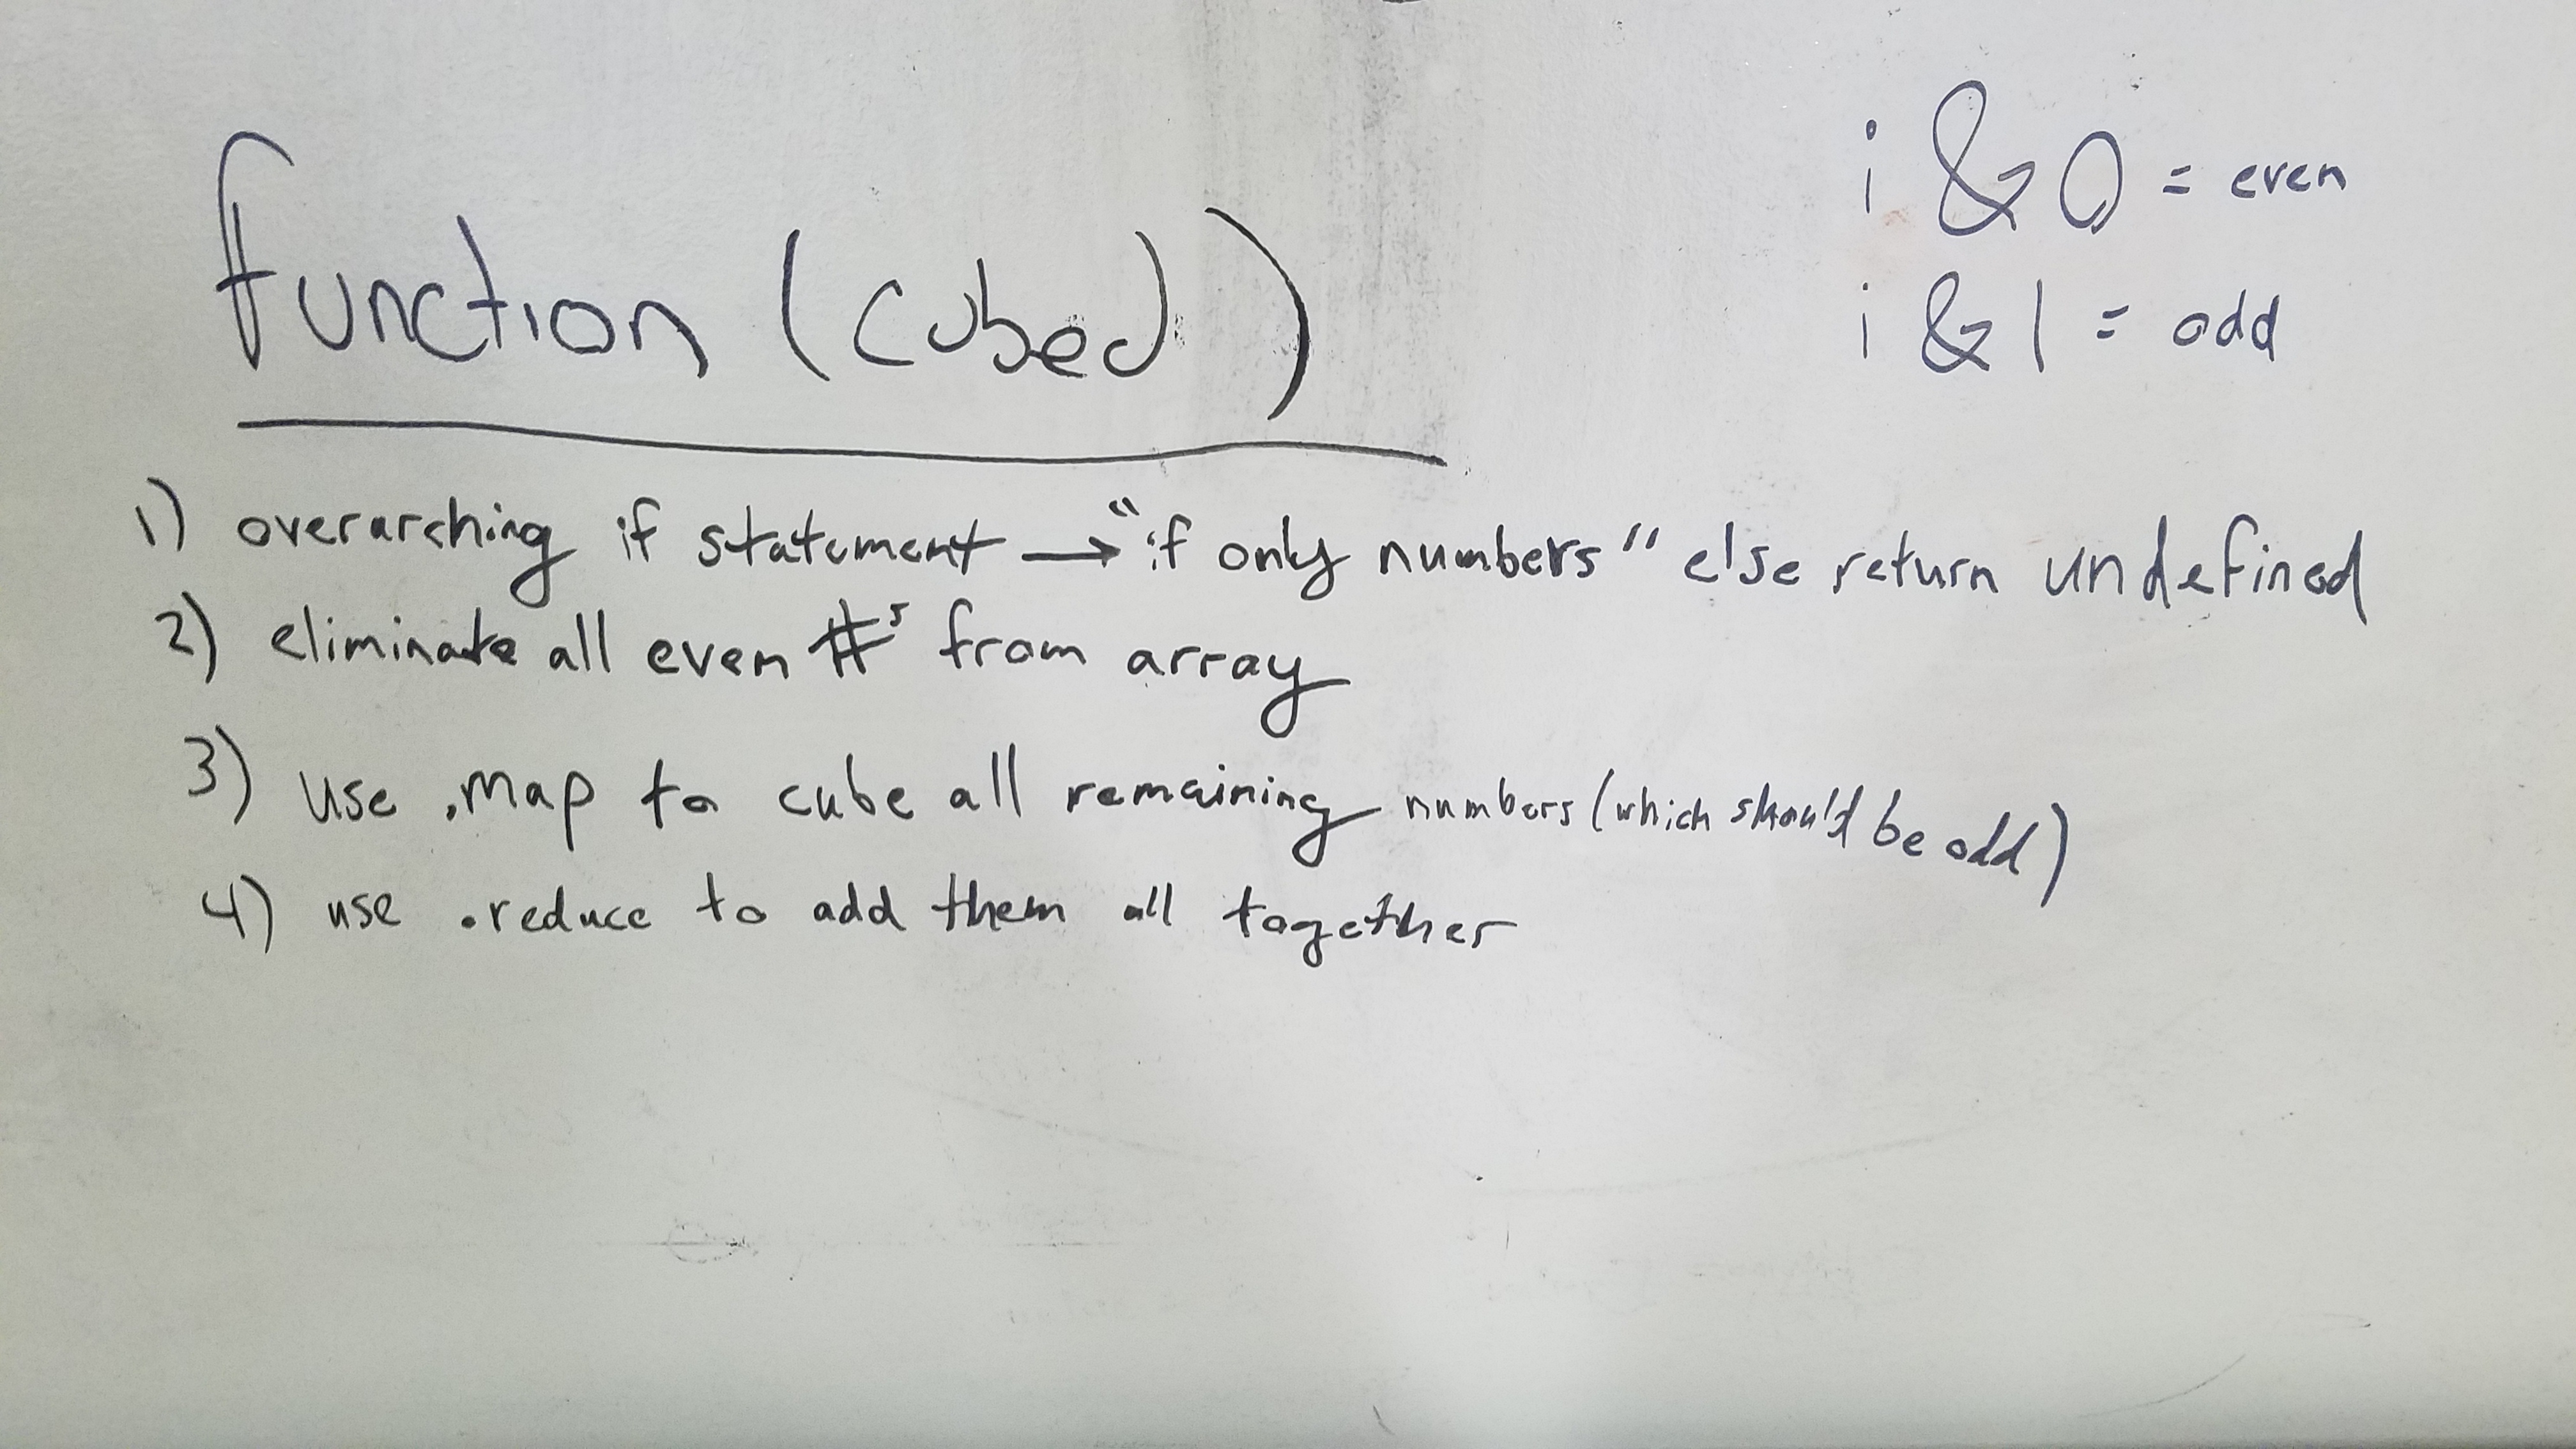 function (cubed)
i & 0 = even
i & 1 = odd
1) overarching if statement → "if only numbers" else return undefined
2) eliminate all even #s from array
3) use .map to cube all remaining numbers (which should be odd)
4) use .reduce to add them all together